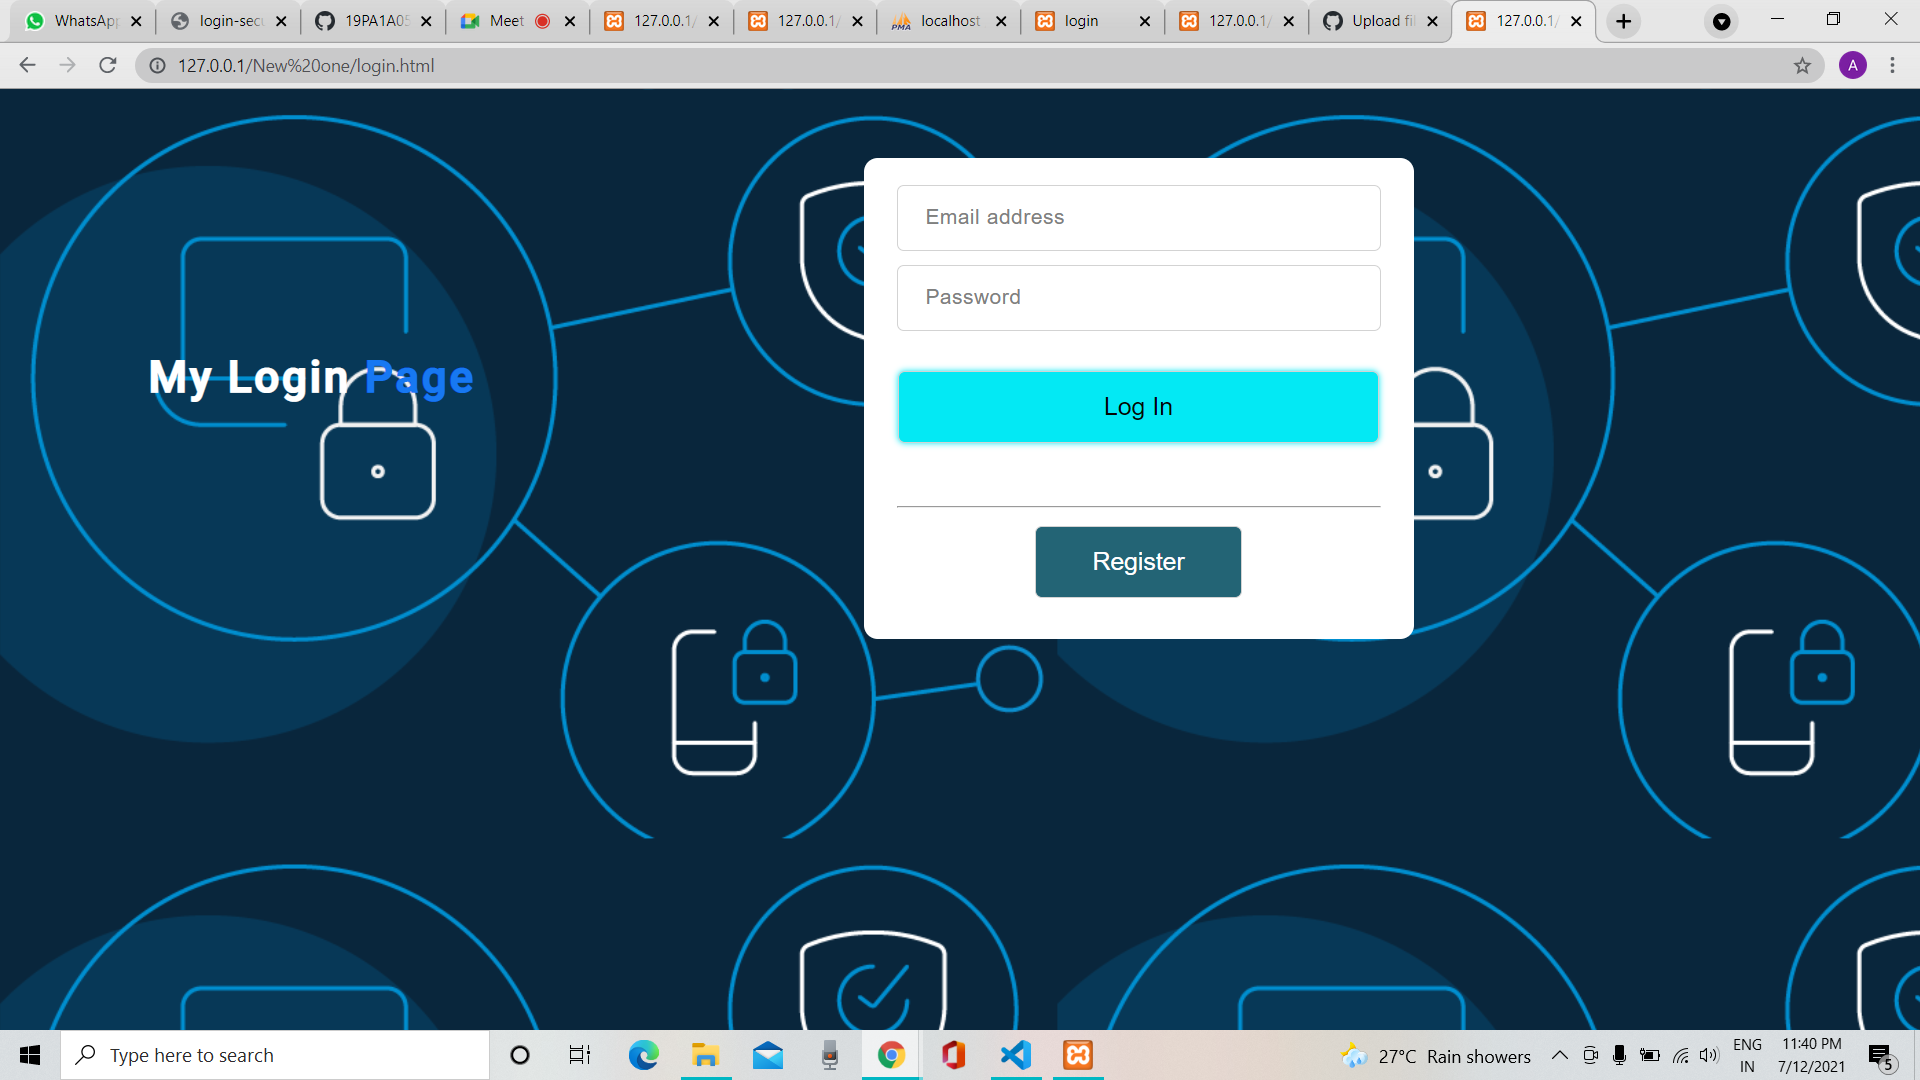 WhatsApp
login-secu
19PA1A05
Meet
127.0.0.1/
127.0.0.1/
PMA
localhost
login
127.0.0.1/
Upload fil
127.0.0.1/
127.0.0.1/New%20one/login.html
A
My Login Page
Email address
Password
Log In
Register
Type here to search
27°C Rain showers
ENG
IN
11:40 PM
7/12/2021
5